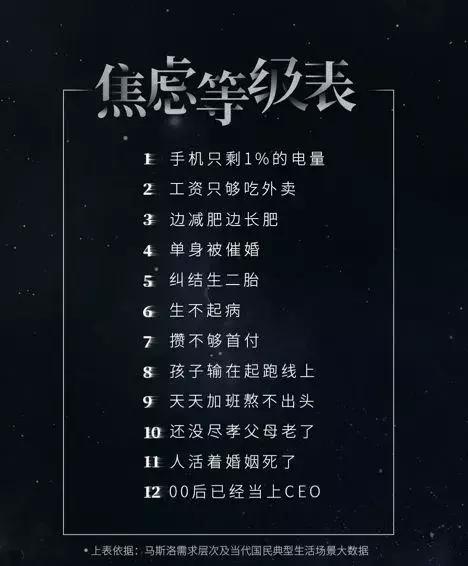 焦虑等级表
1 手机只剩1%的电量
2 工资只够吃外卖
3 边减肥边长肥
4 单身被催婚
5 纠结生二胎
6 生不起病
7 攒不够首付
8 孩子输在起跑线上
9 天天加班熬不出头
10 还没尽孝父母老了
11 人活着婚姻死了
12 00后已经当上CEO
* 上表依据：马斯洛需求层次及当代国民典型生活场景大数据